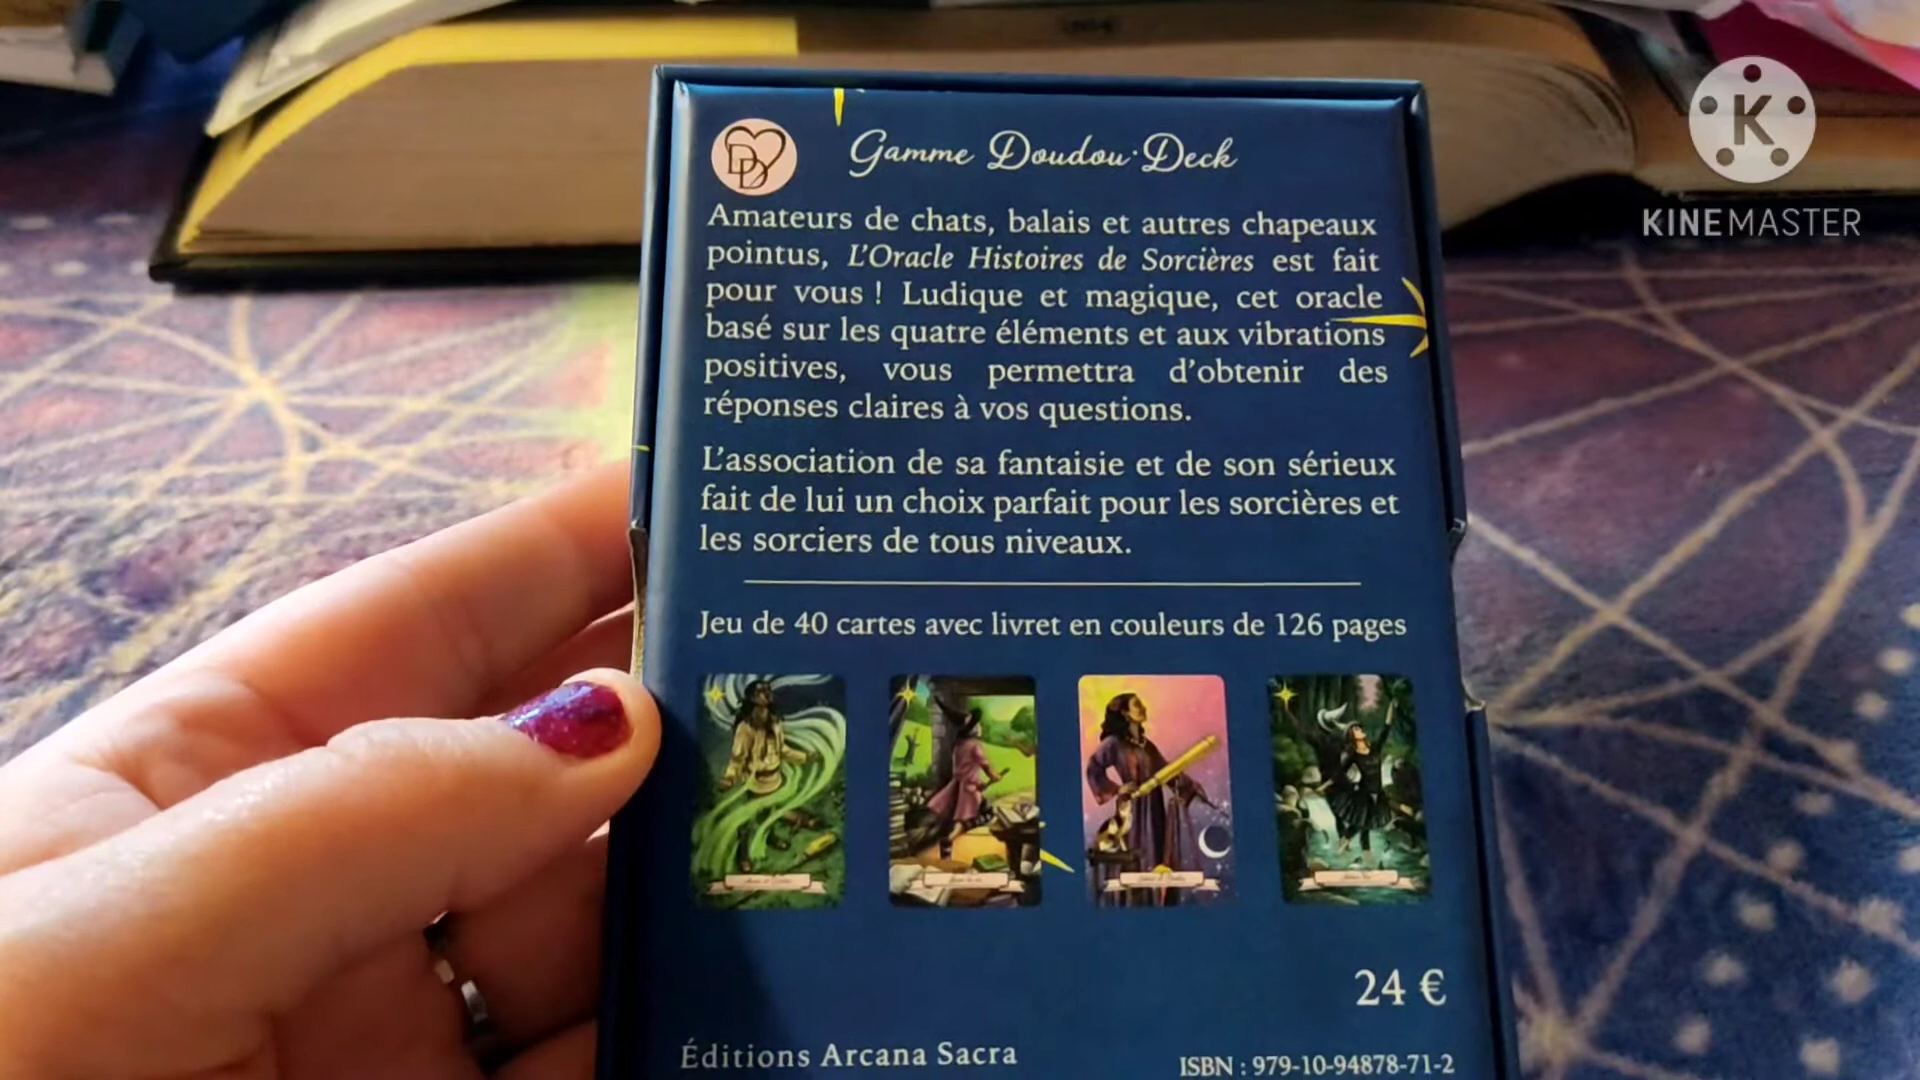 KINEMASTER
Gamme Doudou·Deck
Amateurs de chats, balais et autres chapeaux
pointus, L'Oracle Histoires de Sorcières est fait
pour vous ! Ludique et magique, cet oracle
basé sur les quatre éléments et aux vibrations
positives, vous permettra d'obtenir des
réponses claires à vos questions.
L'association de sa fantaisie et de son sérieux
fait de lui un choix parfait pour les sorcières et
les sorciers de tous niveaux.
Jeu de 40 cartes avec livret en couleurs de 126 pages
24 €
Éditions Arcana Sacra
ISBN : 979-10-94878-71-2